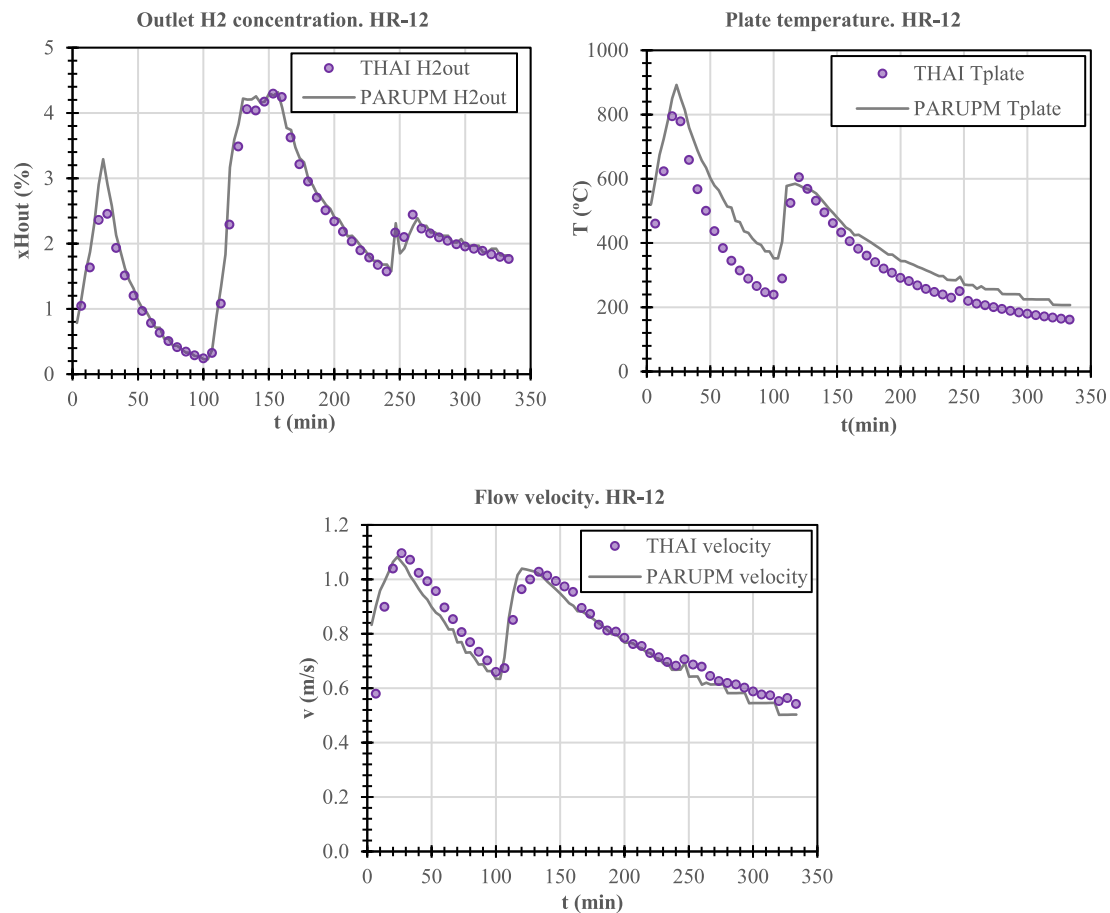 Outlet H2 concentration. HR-12
5
4
3
2
1
0
xHout (%)
THAI H2out
PARUPM H2out
0 50 100 150 200 250 300 350
t (min)
Plate temperature. HR-12
1000
800
600
400
200
0
T (ºC)
THAI Tplate
PARUPM Tplate
0 50 100 150 200 250 300 350
t(min)
Flow velocity. HR-12
1.2
1.0
0.8
0.6
0.4
0.2
0.0
v (m/s)
THAI velocity
PARUPM velocity
0 50 100 150 200 250 300 350
t (min)